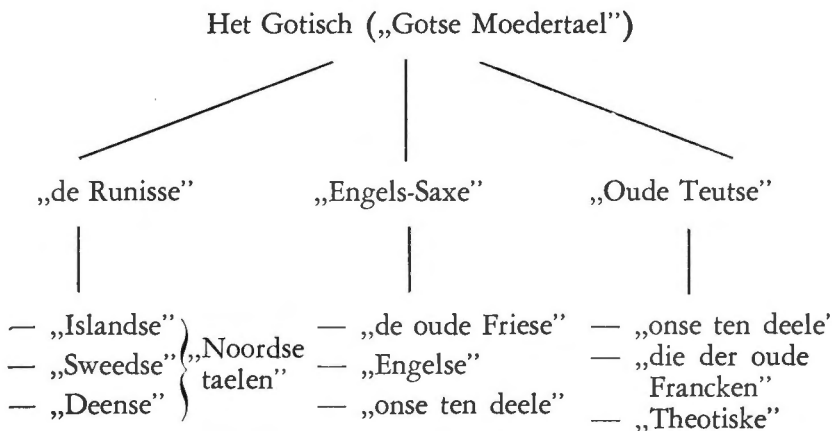 Het Gotisch („Gotse Moedertael”)
„de Runisse”
„Engels-Saxe”
„Oude Teutse”
— „Islandse”
— „Sweedse”
— „Deense”
„Noordse
taelen”
— „de oude Friese”
— „Engelse”
— „onse ten deele”
— „onse ten deele’
— „die der oude
Francken”
— „Theotiske”